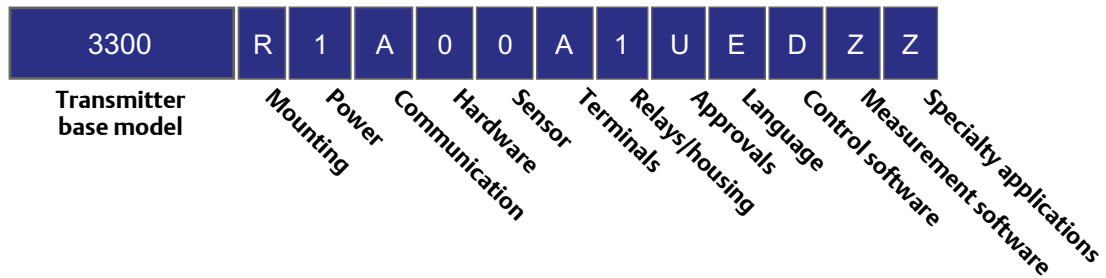 3300 R 1 A 0 0 A 1 U E D Z Z
Transmitter
base model
Mounting
Power
Communication
Hardware
Sensor
Terminals
Relays/housing
Approvals
Language
Control software
Measurement software
Specialty applications